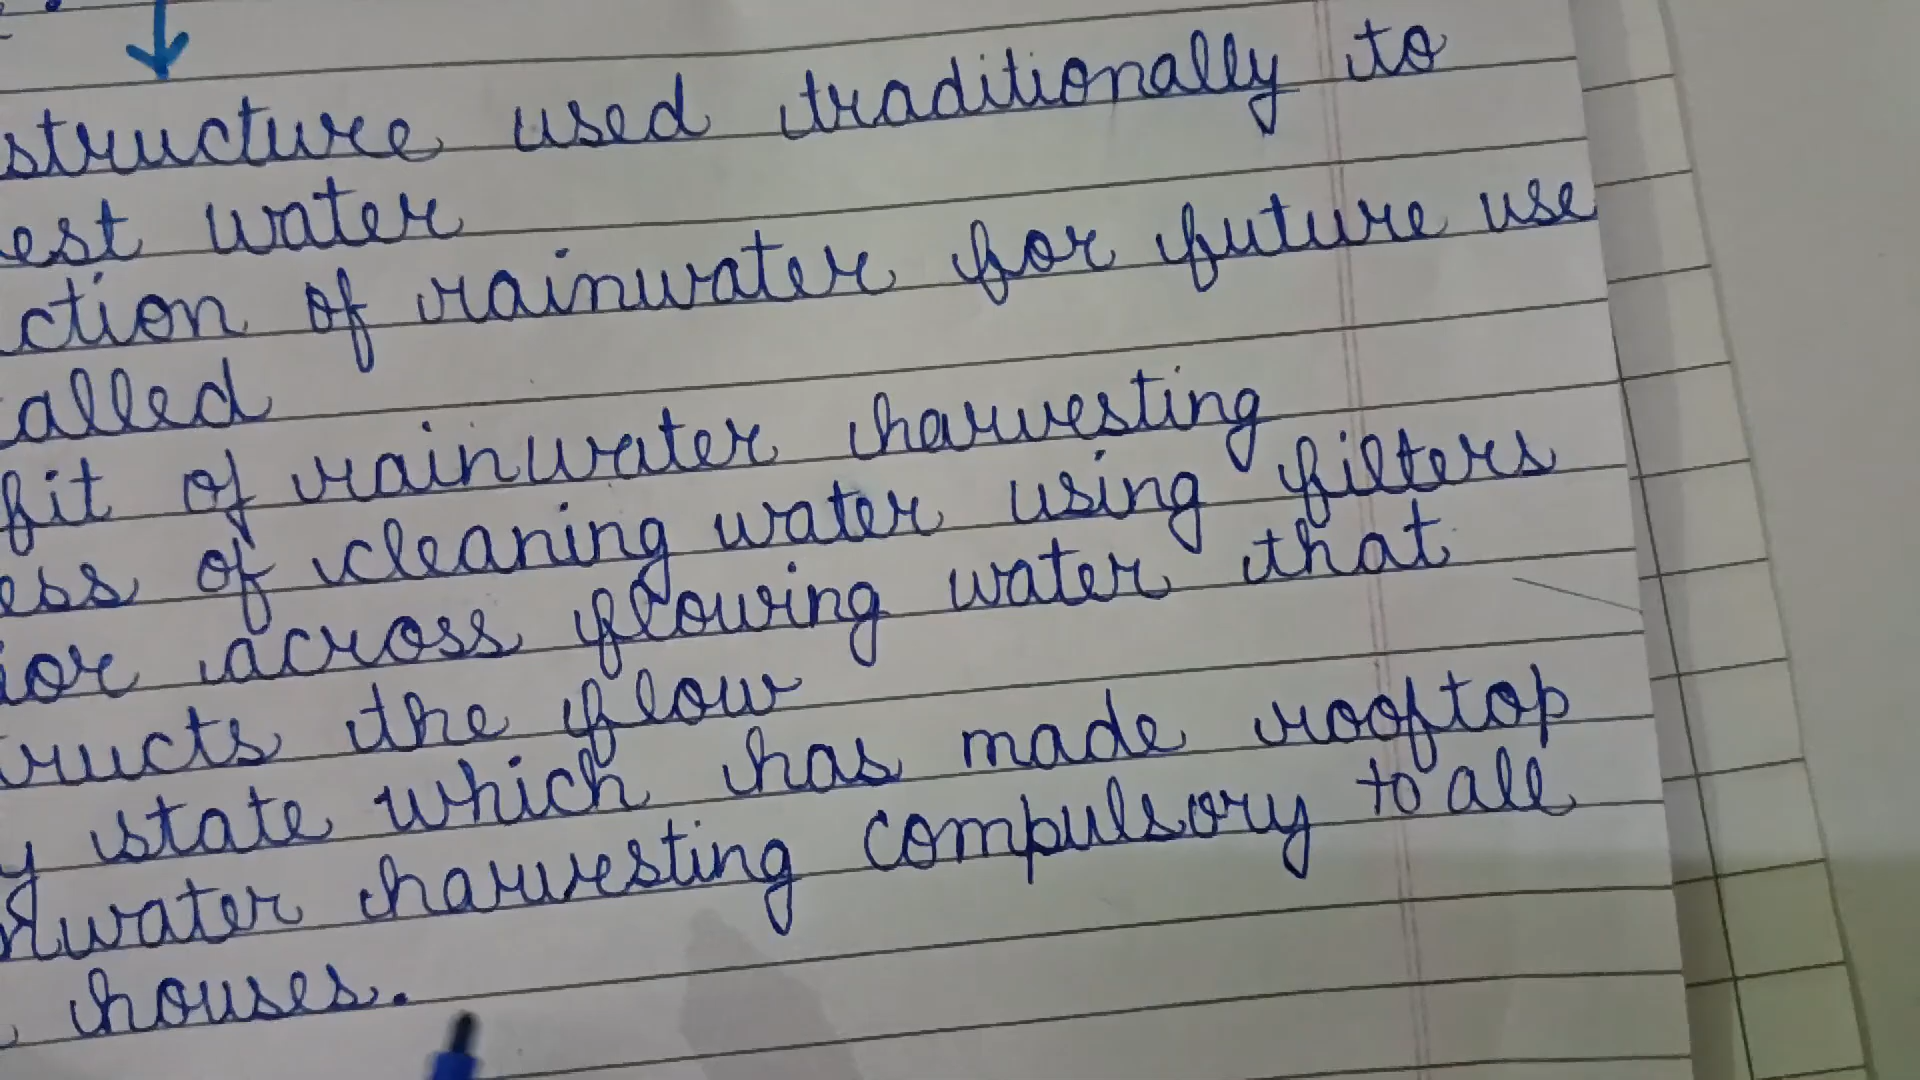 structure used traditionally to
est water
ction of rainwater for future use
alled
fit of rainwater harvesting
ess of cleaning water using filters
ior across flowing water that
ructs the flow
y state which has made rooftop
water harvesting compulsory to all
houses.